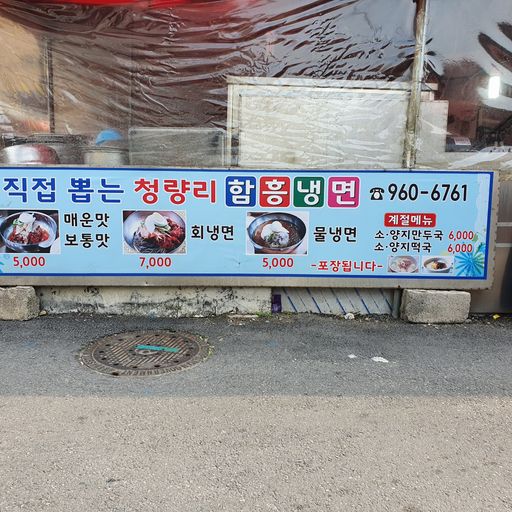 직접 뽑는 청량리 함흥냉면 ☎960-6761
매운맛
보통맛
5,000
회냉면
7,000
물냉면
5,000
-포장됩니다-
계절메뉴
소·양지만두국 6,000
소·양지떡국 6,000